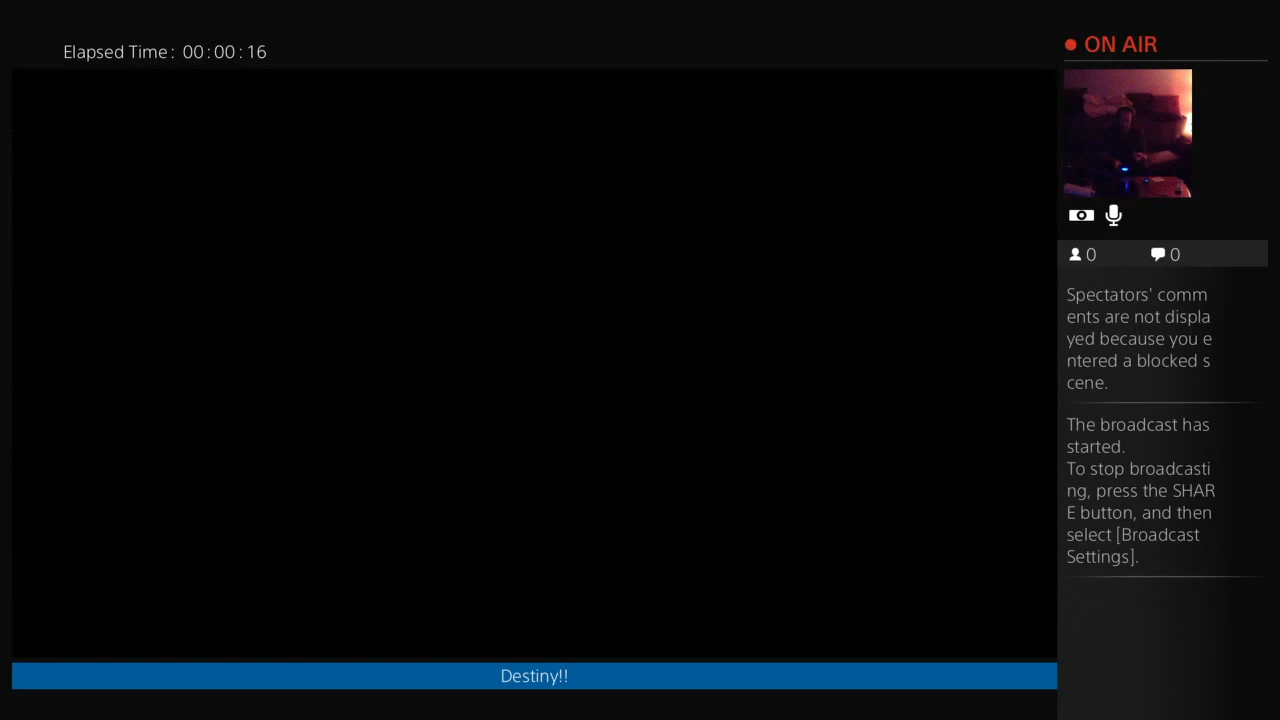 Elapsed Time: 00:00:16
ON AIR
0 0
Spectators' comm
ents are not displa
yed because you e
ntered a blocked s
cene.
The broadcast has
started.
To stop broadcasti
ng, press the SHAR
E button, and then
select [Broadcast
Settings].
Destiny!!